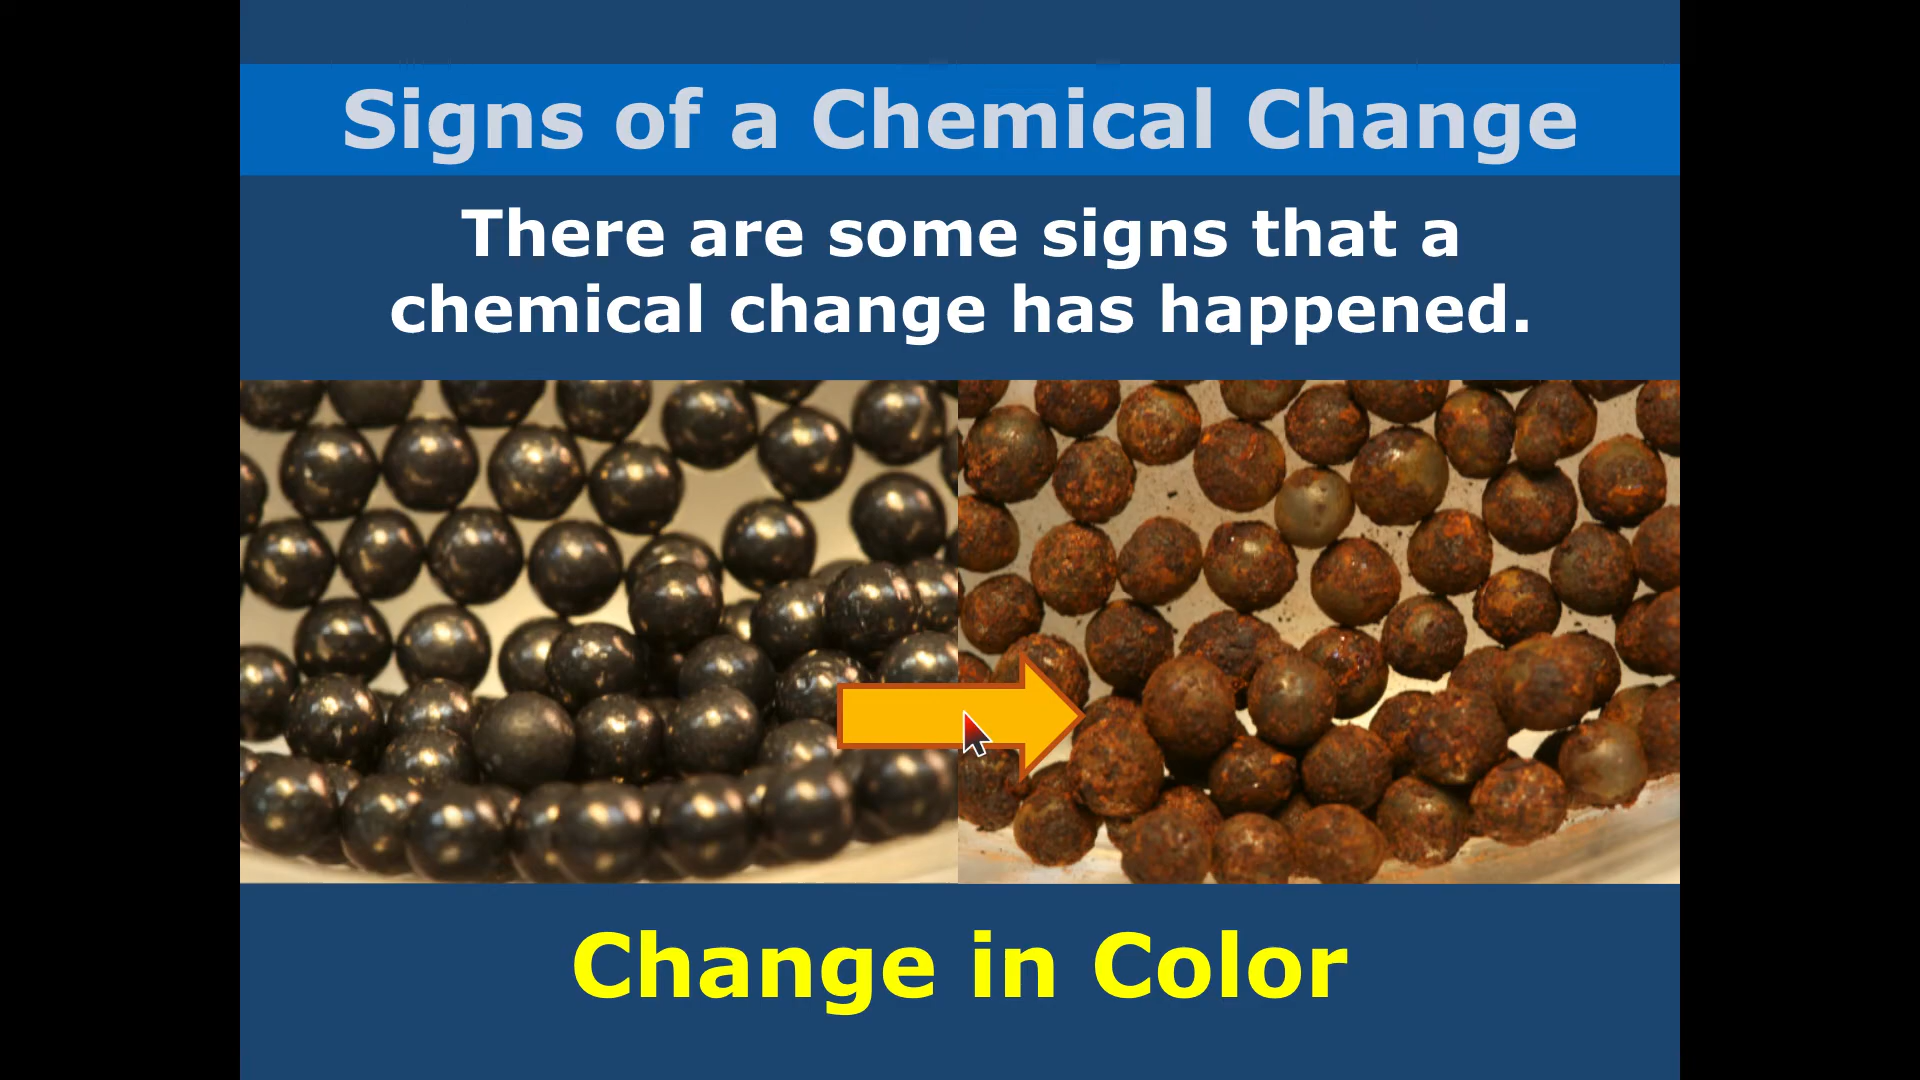 Signs of a Chemical Change
There are some signs that a
chemical change has happened.
Change in Color